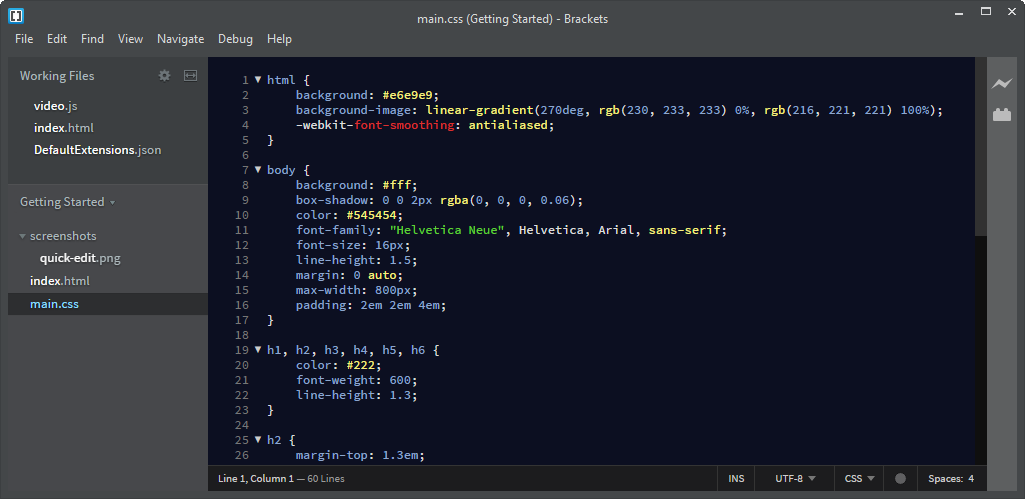 main.css (Getting Started) - Brackets
File Edit Find View Navigate Debug Help
Working Files
video.js
index.html
DefaultExtensions.json
Getting Started
screenshots
quick-edit.png
index.html
main.css
1 html {
2 background: #e6e9e9;
3 background-image: linear-gradient(270deg, rgb(230, 233, 233) 0%, rgb(216, 221, 221) 100%);
4 -webkit-font-smoothing: antialiased;
5 }
6
7 body {
8 background: #fff;
9 box-shadow: 0 0 2px rgba(0, 0, 0, 0.06);
10 color: #545454;
11 font-family: "Helvetica Neue", Helvetica, Arial, sans-serif;
12 font-size: 16px;
13 line-height: 1.5;
14 margin: 0 auto;
15 max-width: 800px;
16 padding: 2em 2em 4em;
17 }
18
19 h1, h2, h3, h4, h5, h6 {
20 color: #222;
21 font-weight: 600;
22 line-height: 1.3;
23 }
24
25 h2 {
26 margin-top: 1.3em;
Line 1, Column 1 — 60 Lines INS UTF-8 CSS Spaces: 4